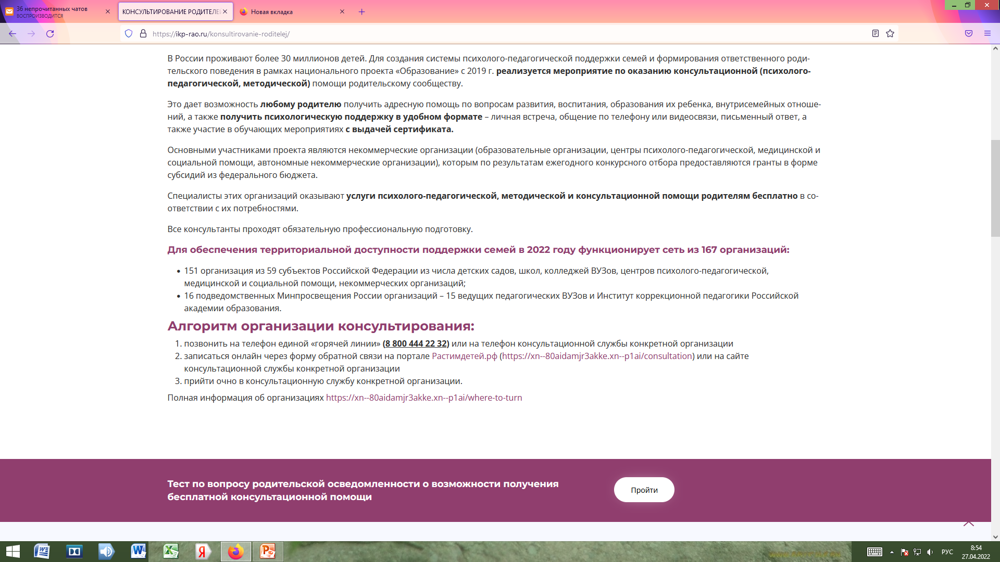 36 непрочитанных чатов
ВОСПРОИЗВОДИТСЯ
КОНСУЛЬТИРОВАНИЕ РОДИТЕЛЕ
Новая вкладка
https://ikp-rao.ru/konsultirovanie-roditelej/
В России проживают более 30 миллионов детей. Для создания системы психолого-педагогической поддержки семей и формирования ответственного роди-
тельского поведения в рамках национального проекта «Образование» с 2019 г. реализуется мероприятие по оказанию консультационной (психолого-
педагогической, методической) помощи родительскому сообществу.
Это дает возможность любому родителю получить адресную помощь по вопросам развития, воспитания, образования их ребенка, внутрисемейных отноше-
ний, а также получить психологическую поддержку в удобном формате – личная встреча, общение по телефону или видеосвязи, письменный ответ, а
также участие в обучающих мероприятиях с выдачей сертификата.
Основными участниками проекта являются некоммерческие организации (образовательные организации, центры психолого-педагогической, медицинской и
социальной помощи, автономные некоммерческие организации), которым по результатам ежегодного конкурсного отбора предоставляются гранты в форме
субсидий из федерального бюджета.
Специалисты этих организаций оказывают услуги психолого-педагогической, методической и консультационной помощи родителям бесплатно в со-
ответствии с их потребностями.
Все консультанты проходят обязательную профессиональную подготовку.
Для обеспечения территориальной доступности поддержки семей в 2022 году функционирует сеть из 167 организаций:
• 151 организация из 59 субъектов Российской Федерации из числа детских садов, школ, колледжей ВУЗов, центров психолого-педагогической,
медицинской и социальной помощи, некоммерческих организаций;
• 16 подведомственных Минпросвещения России организаций – 15 ведущих педагогических ВУЗов и Институт коррекционной педагогики Российской
академии образования.
Алгоритм организации консультирования:
1. позвонить на телефон единой «горячей линии» (8 800 444 22 32) или на телефон консультационной службы конкретной организации
2. записаться онлайн через форму обратной связи на портале Растимдетей.рф (https://xn--80aidamjr3akke.xn--p1ai/consultation) или на сайте
консультационной службы конкретной организации
3. прийти очно в консультационную службу конкретной организации.
Полная информация об организациях https://xn--80aidamjr3akke.xn--p1ai/where-to-turn
Тест по вопросу родительской осведомленности о возможности получения
бесплатной консультационной помощи
Пройти
РУС
8:54
27.04.2022